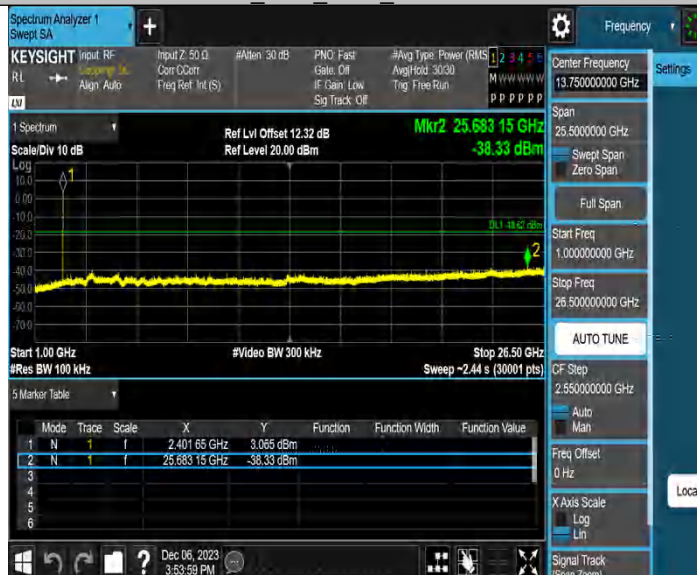 Spectrum Analyzer 1
Swept SA
+
Frequency
KEYSIGHT
RL
LXI
Input: RF
Align: Auto
Input Z: 50 Ω
Corr CCorr
Freq Ref: Int (S)
#Atten: 30 dB
PNO: Fast
Gate: Off
IF Gain: Low
Sig Track: Off
#Avg Type: Power (RMS
Avg|Hold: 30/30
Trig: Free Run
1 2 3 4 5 6
M W W W W W
P P P P P P
1 Spectrum
Scale/Div 10 dB
Ref Lvl Offset 12.32 dB
Ref Level 20.00 dBm
Mkr2 25.683 15 GHz
-38.33 dBm
Log
10.0
0.00
-10.0
-20.0
-30.0
-40.0
-50.0
-60.0
-70.0
1
2
Start 1.00 GHz
#Res BW 100 kHz
#Video BW 300 kHz
Stop 26.50 GHz
Sweep ~2.44 s (30001 pts)
5 Marker Table
Mode Trace Scale X Y Function Function Width Function Value
1 N 1 f 2.401 65 GHz 3.065 dBm
2 N 1 f 25.683 15 GHz -38.33 dBm
3
4
5
6
?
Dec 06, 2023
3:53:59 PM
Center Frequency
13.750000000 GHz
Span
25.5000000 GHz
Swept Span
Zero Span
Full Span
Start Freq
1.000000000 GHz
Stop Freq
26.500000000 GHz
AUTO TUNE
CF Step
2.550000000 GHz
Auto
Man
Freq Offset
0 Hz
X Axis Scale
Log
Lin
Signal Track
(Span Zoom)
Settings
Loca